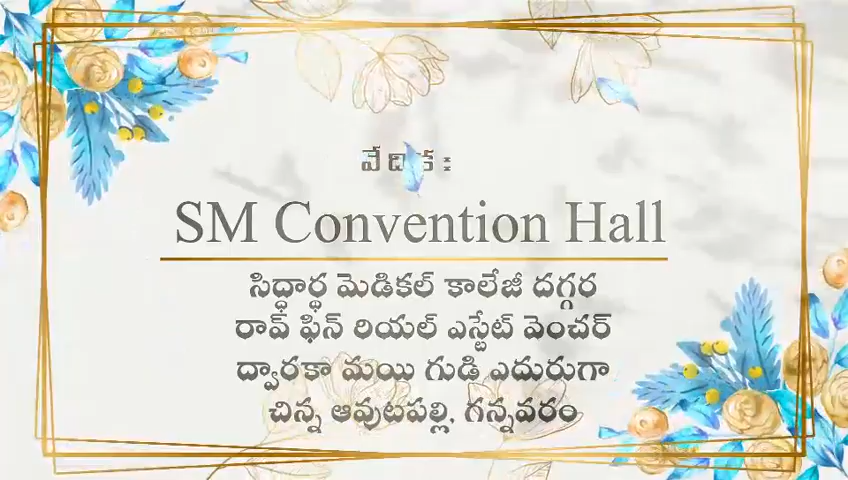 వేదిక :
SM Convention Hall
సిద్ధార్థ మెడికల్ కాలేజీ దగ్గర
రావ్ ఫిన్ రియల్ ఎస్టేట్ వెంచర్
ద్వారకా మయి గుడి ఎదురుగా
చిన్న ఆవుటపల్లి, గన్నవరం